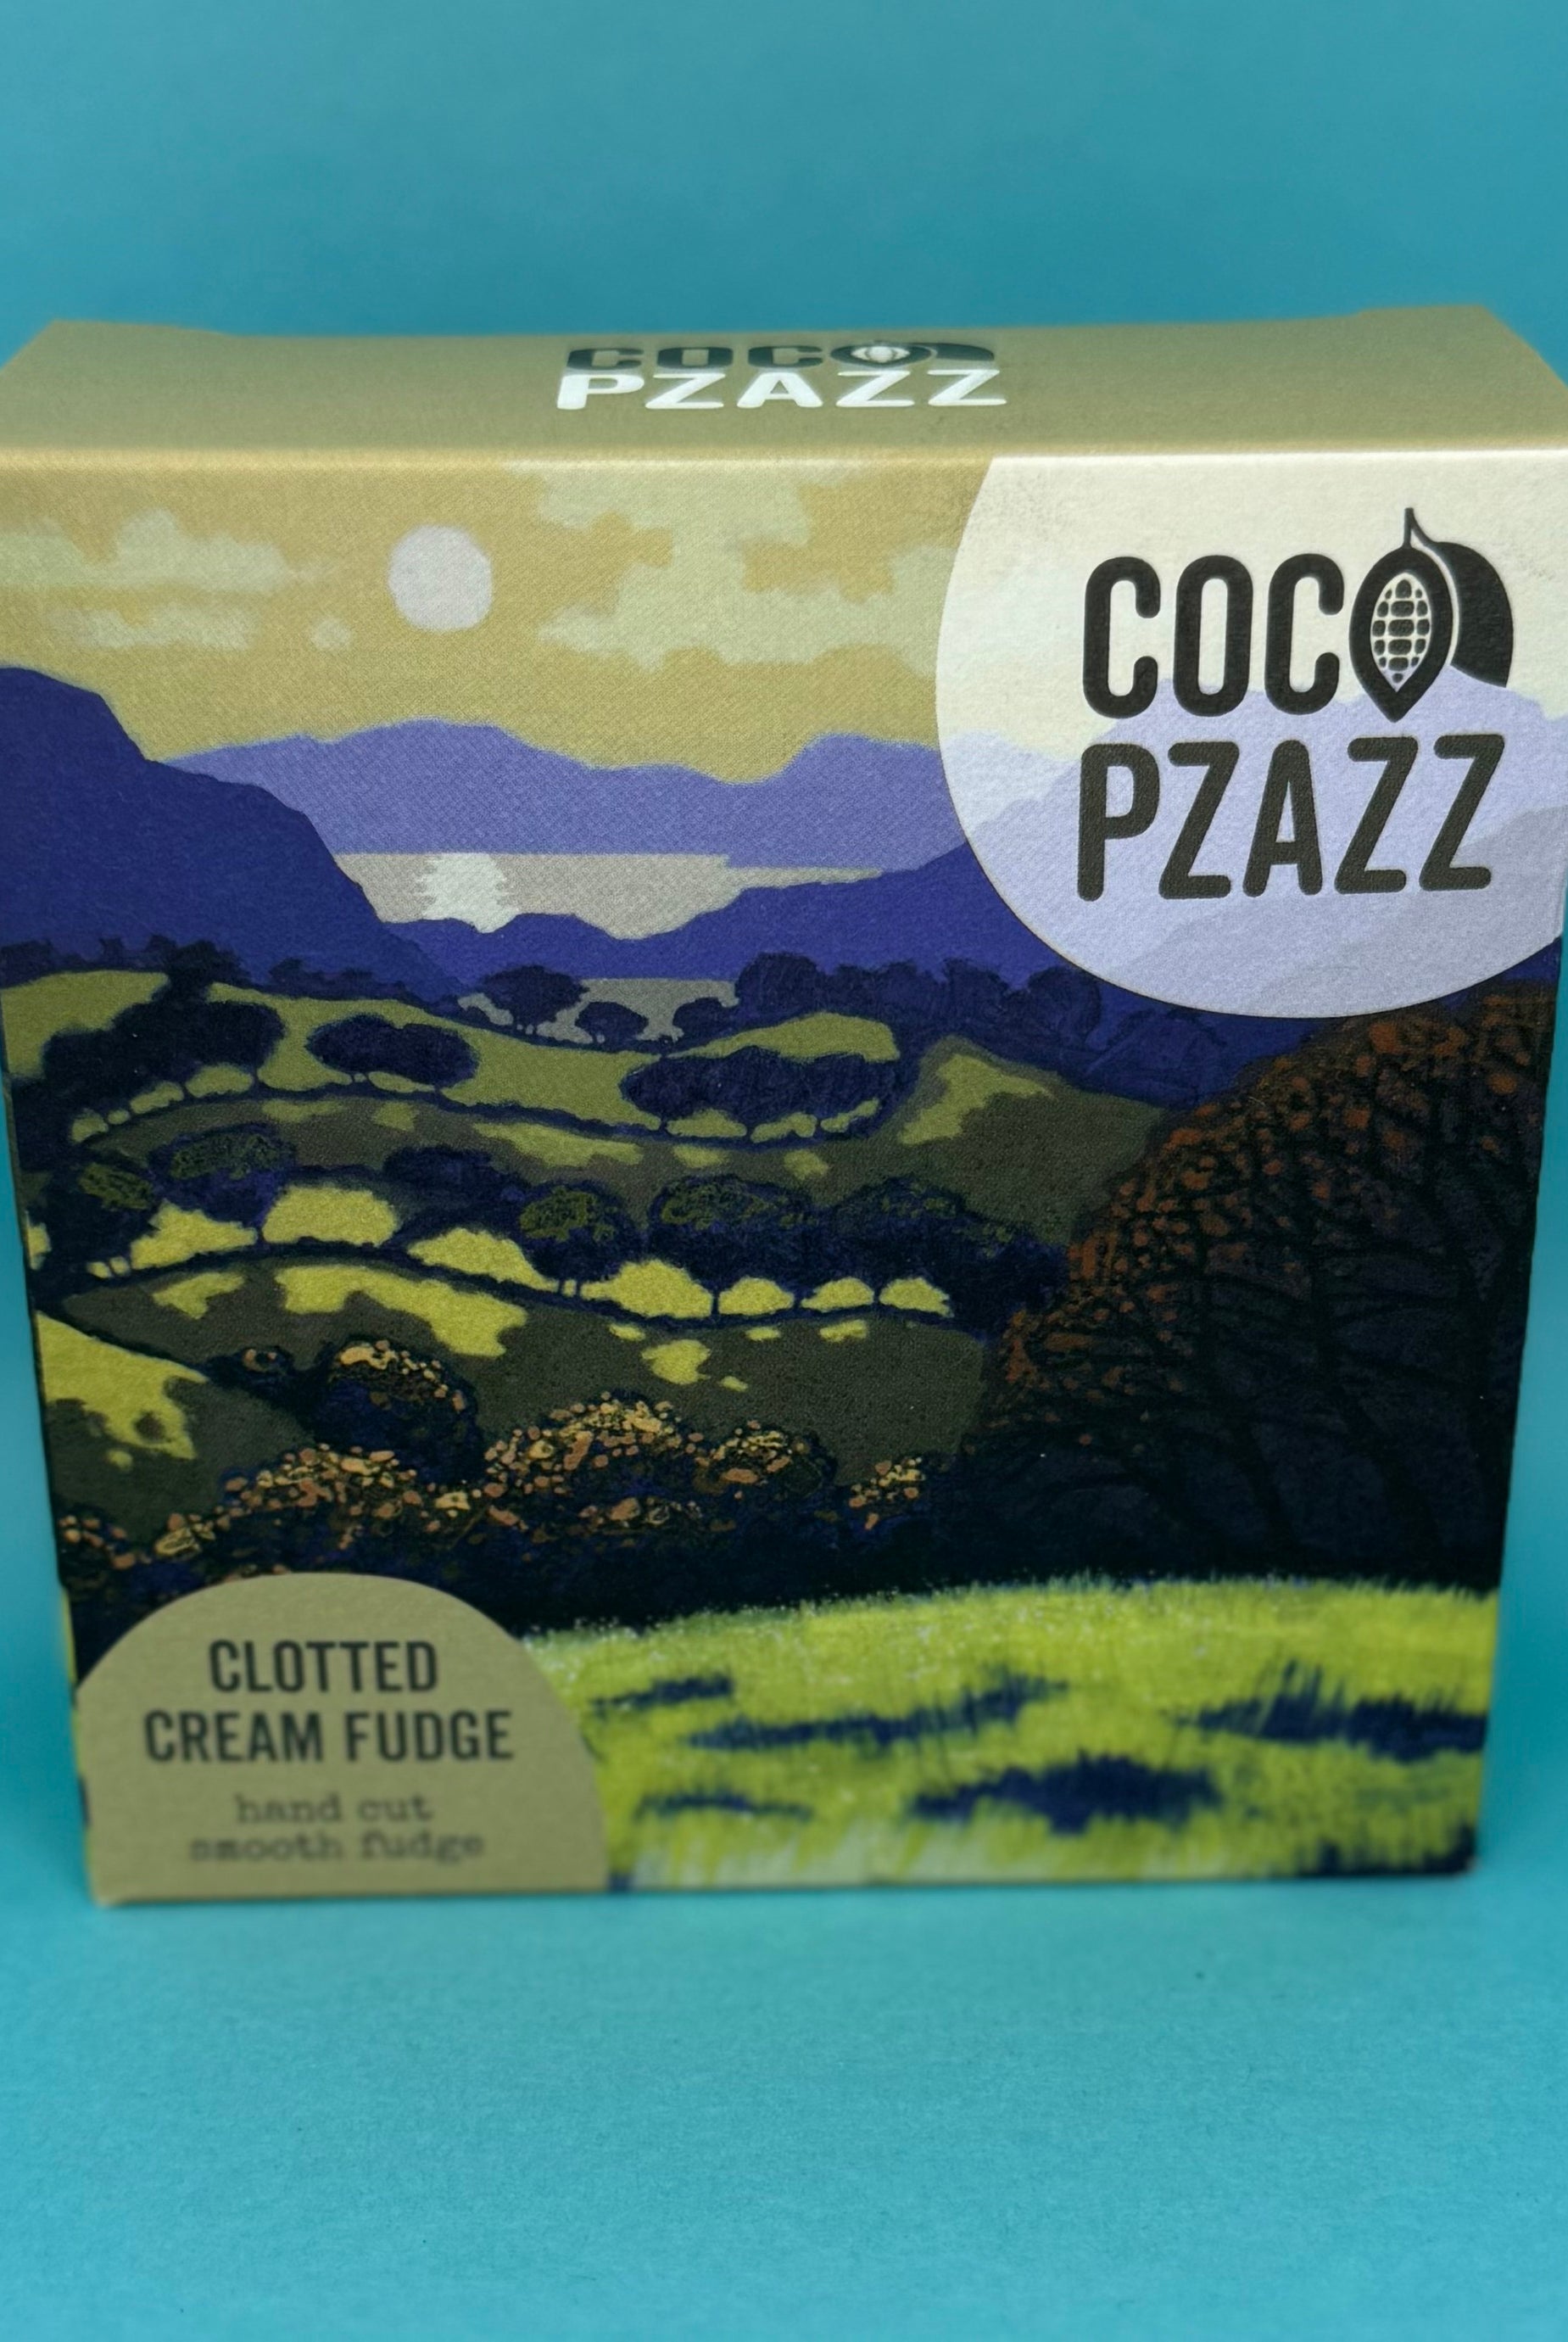 COCO
PZAZZ
COCO
PZAZZ
CLOTTED
CREAM FUDGE
hand cut
smooth fudge